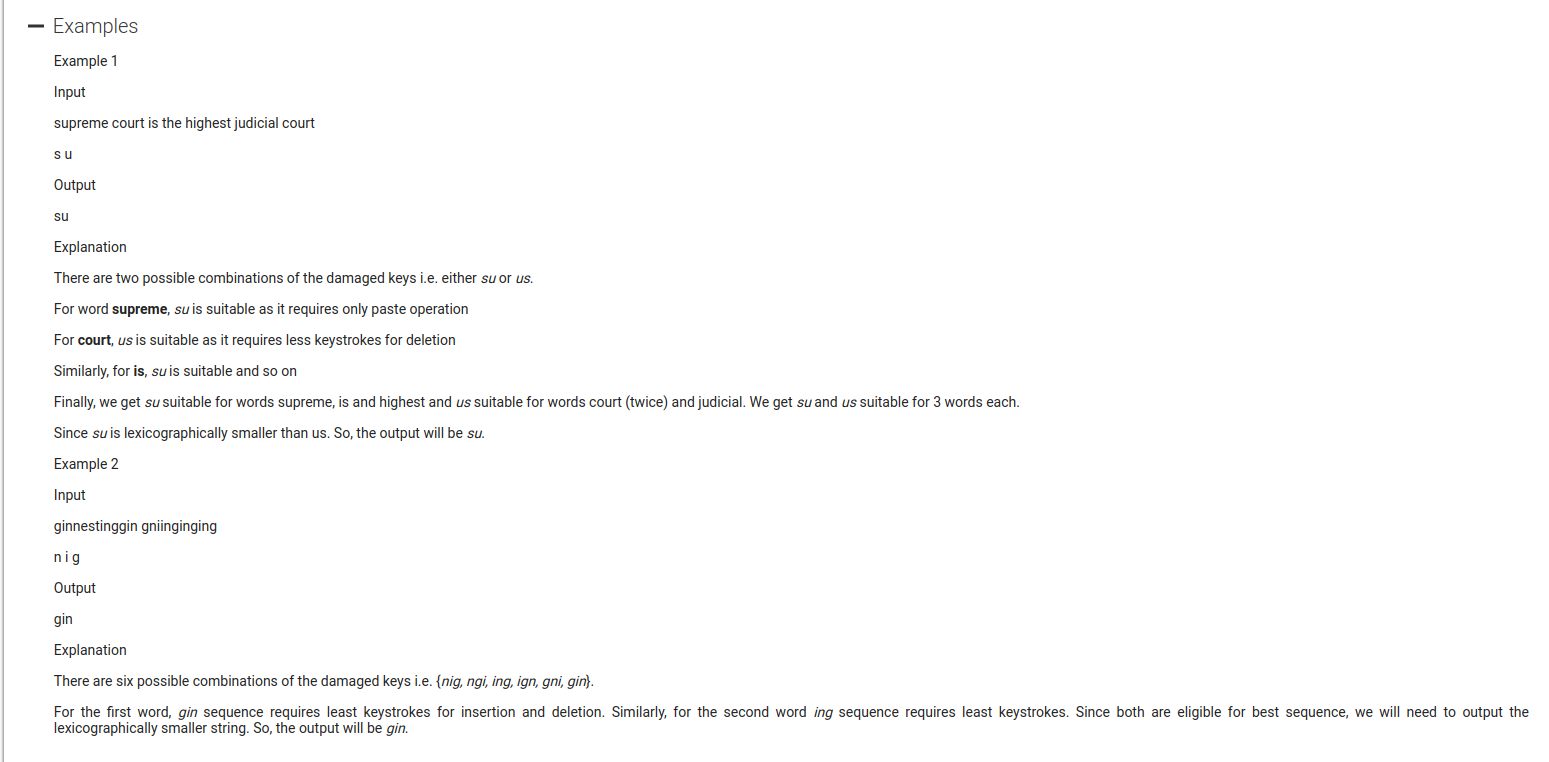 Examples
Example 1
Input
supreme court is the highest judicial court
s u
Output
su
Explanation
There are two possible combinations of the damaged keys i.e. either su or us.
For word supreme, su is suitable as it requires only paste operation
For court, us is suitable as it requires less keystrokes for deletion
Similarly, for is, su is suitable and so on
Finally, we get su suitable for words supreme, is and highest and us suitable for words court (twice) and judicial. We get su and us suitable for 3 words each.
Since su is lexicographically smaller than us. So, the output will be su.
Example 2
Input
ginnestinggin gniinginging
n i g
Output
gin
Explanation
There are six possible combinations of the damaged keys i.e. {nig, ngi, ing, ign, gni, gin}.
For the first word, gin sequence requires least keystrokes for insertion and deletion. Similarly, for the second word ing sequence requires least keystrokes. Since both are eligible for best sequence, we will need to output the
lexicographically smaller string. So, the output will be gin.